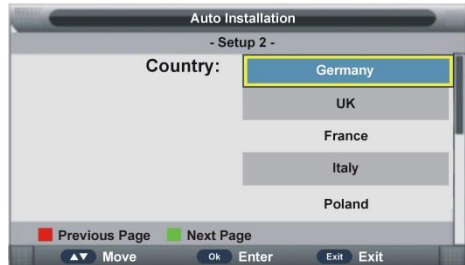 Auto Installation
- Setup 2 -
Country: Germany
UK
France
Italy
Poland
Previous Page Next Page
▲▼ Move Ok Enter Exit Exit